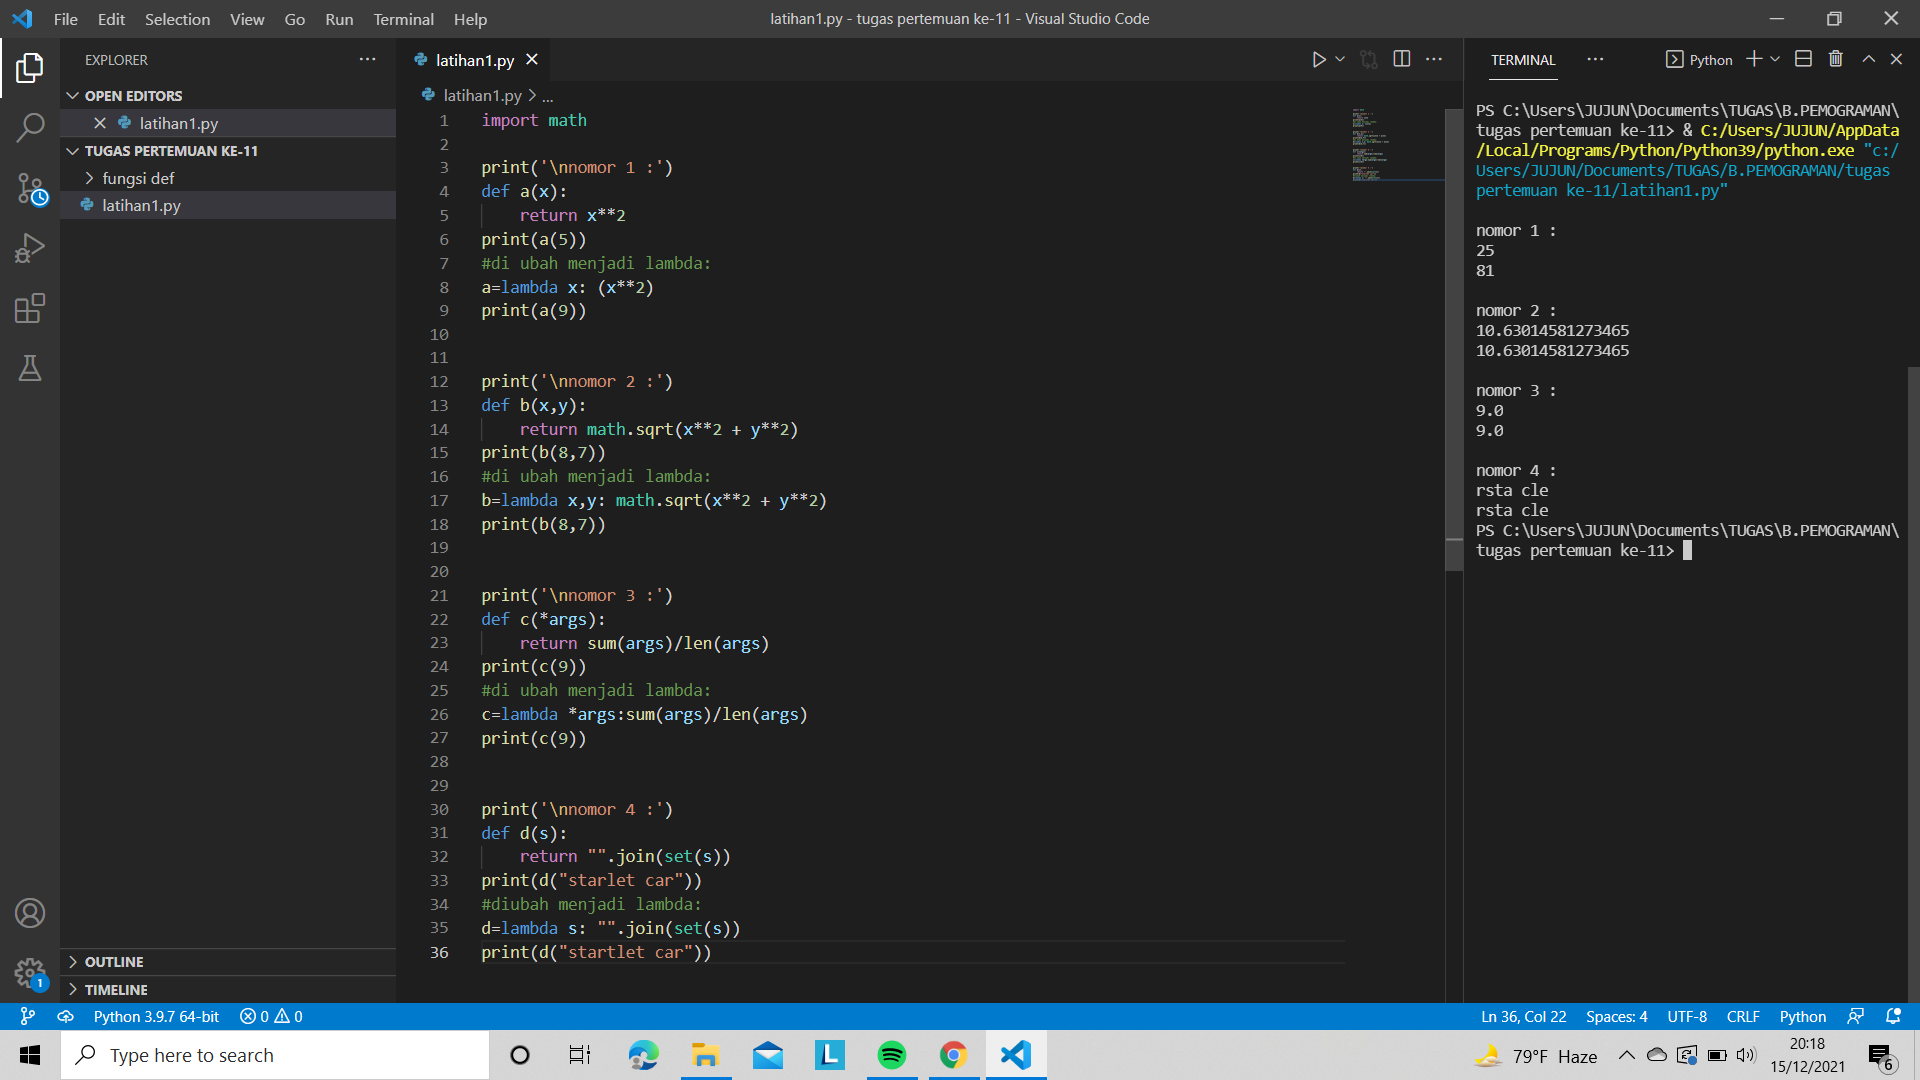 File Edit Selection View Go Run Terminal Help
latihan1.py - tugas pertemuan ke-11 - Visual Studio Code
EXPLORER
OPEN EDITORS
latihan1.py
TUGAS PERTEMUAN KE-11
fungsi def
latihan1.py
OUTLINE
TIMELINE
latihan1.py
latihan1.py > ...
1 import math
2
3 print('\nnomor 1 :')
4 def a(x):
5     return x**2
6 print(a(5))
7 #di ubah menjadi lambda:
8 a=lambda x: (x**2)
9 print(a(9))
10
11
12 print('\nnomor 2 :')
13 def b(x,y):
14     return math.sqrt(x**2 + y**2)
15 print(b(8,7))
16 #di ubah menjadi lambda:
17 b=lambda x,y: math.sqrt(x**2 + y**2)
18 print(b(8,7))
19
20
21 print('\nnomor 3 :')
22 def c(*args):
23     return sum(args)/len(args)
24 print(c(9))
25 #di ubah menjadi lambda:
26 c=lambda *args:sum(args)/len(args)
27 print(c(9))
28
29
30 print('\nnomor 4 :')
31 def d(s):
32     return "".join(set(s))
33 print(d("starlet car"))
34 #diubah menjadi lambda:
35 d=lambda s: "".join(set(s))
36 print(d("startlet car"))
TERMINAL
Python
PS C:\Users\JUJUN\Documents\TUGAS\B.PEMOGRAMAN\
tugas pertemuan ke-11> & C:/Users/JUJUN/AppData
/Local/Programs/Python/Python39/python.exe "c:/
Users/JUJUN/Documents/TUGAS/B.PEMOGRAMAN/tugas
pertemuan ke-11/latihan1.py"
nomor 1 :
25
81
nomor 2 :
10.63014581273465
10.63014581273465
nomor 3 :
9.0
9.0
nomor 4 :
rsta cle
rsta cle
PS C:\Users\JUJUN\Documents\TUGAS\B.PEMOGRAMAN\
tugas pertemuan ke-11>
1
Python 3.9.7 64-bit 0 0
Ln 36, Col 22 Spaces: 4 UTF-8 CRLF Python
Type here to search
L
79°F Haze
20:18
15/12/2021
6